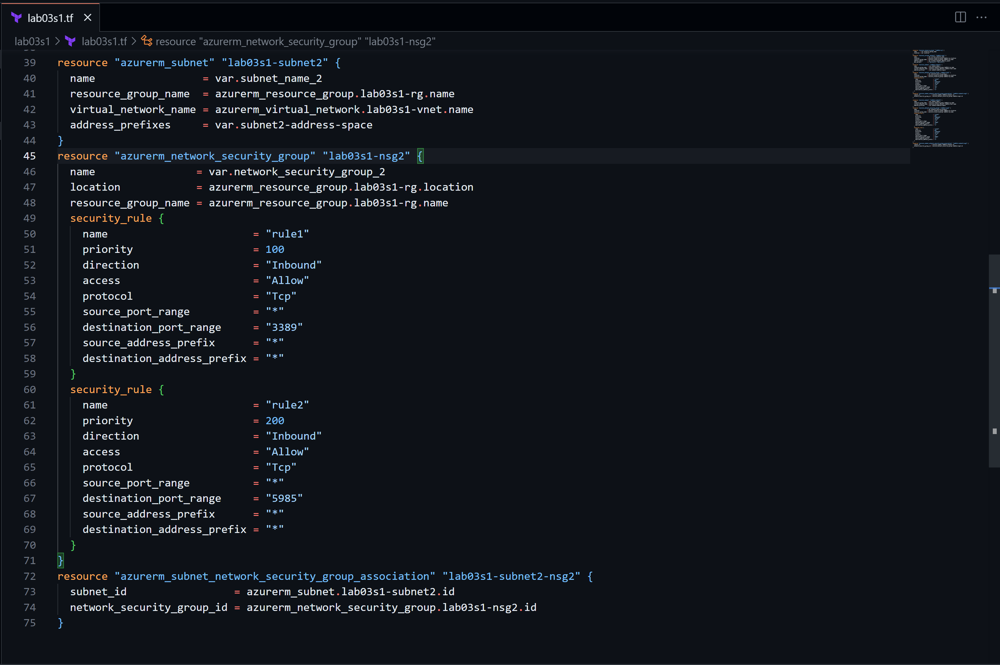 lab03s1.tf
lab03s1 > lab03s1.tf > resource "azurerm_network_security_group" "lab03s1-nsg2"
39 resource "azurerm_subnet" "lab03s1-subnet2" {
40   name                 = var.subnet_name_2
41   resource_group_name  = azurerm_resource_group.lab03s1-rg.name
42   virtual_network_name = azurerm_virtual_network.lab03s1-vnet.name
43   address_prefixes     = var.subnet2-address-space
44 }
45 resource "azurerm_network_security_group" "lab03s1-nsg2" {
46   name                = var.network_security_group_2
47   location            = azurerm_resource_group.lab03s1-rg.location
48   resource_group_name = azurerm_resource_group.lab03s1-rg.name
49   security_rule {
50     name                       = "rule1"
51     priority                   = 100
52     direction                  = "Inbound"
53     access                     = "Allow"
54     protocol                   = "Tcp"
55     source_port_range          = "*"
56     destination_port_range     = "3389"
57     source_address_prefix      = "*"
58     destination_address_prefix = "*"
59   }
60   security_rule {
61     name                       = "rule2"
62     priority                   = 200
63     direction                  = "Inbound"
64     access                     = "Allow"
65     protocol                   = "Tcp"
66     source_port_range          = "*"
67     destination_port_range     = "5985"
68     source_address_prefix      = "*"
69     destination_address_prefix = "*"
70   }
71 }
72 resource "azurerm_subnet_network_security_group_association" "lab03s1-subnet2-nsg2" {
73   subnet_id                 = azurerm_subnet.lab03s1-subnet2.id
74   network_security_group_id = azurerm_network_security_group.lab03s1-nsg2.id
75 }